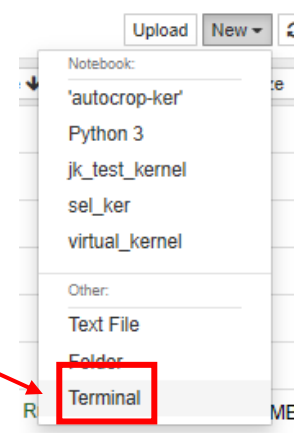 Upload New
Notebook:
'autocrop-ker'
Python 3
jk_test_kernel
sel_ker
virtual_kernel
Other:
Text File
Folder
Terminal